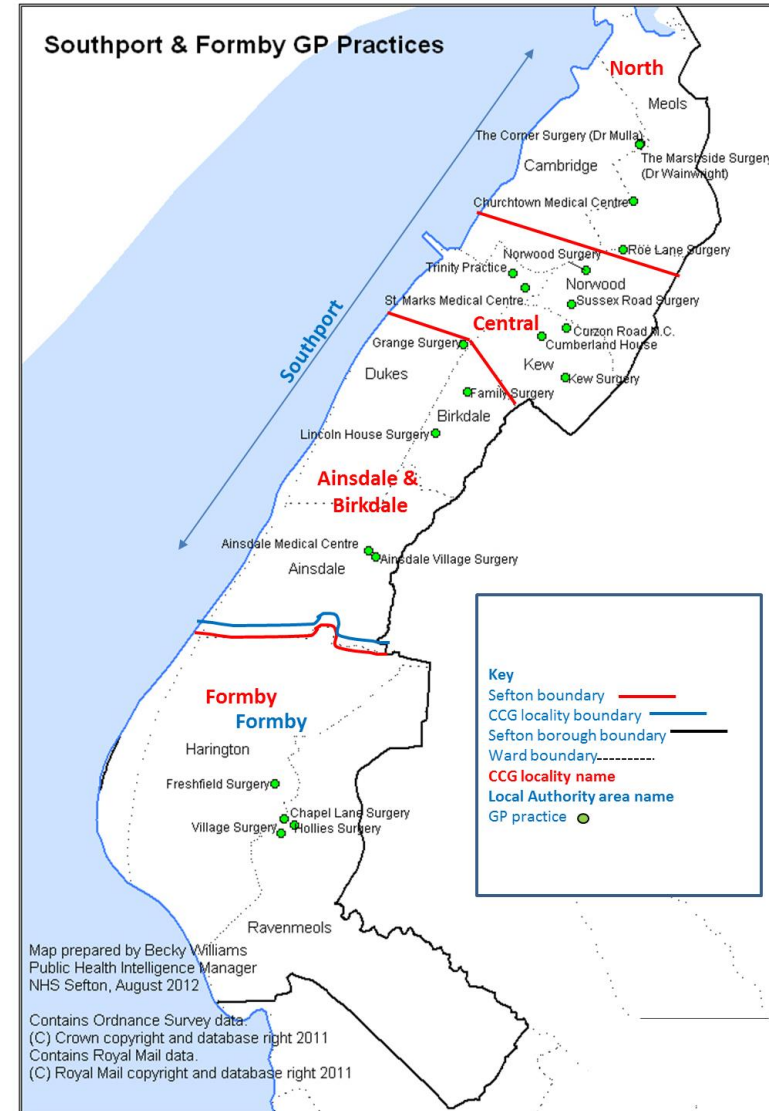 Southport & Formby GP Practices
North
Meols
The Corner Surgery (Dr Mulla)
Cambridge
The Marshside Surgery
(Dr Wainwright)
Churchtown Medical Centre
Roe Lane Surgery
Norwood Surgery
Trinity Practice
Norwood
St. Marks Medical Centre
Sussex Road Surgery
Central
Curzon Road M.C.
Grange Surgery
Cumberland House
Southport
Dukes
Kew
Kew Surgery
Family Surgery
Birkdale
Lincoln House Surgery
Ainsdale &
Birkdale
Ainsdale Medical Centre
Ainsdale Village Surgery
Ainsdale
Formby
Formby
Harington
Freshfield Surgery
Chapel Lane Surgery
Village Surgery
Hollies Surgery
Ravenmeols
Key
Sefton boundary
CCG locality boundary
Sefton borough boundary
Ward boundary
CCG locality name
Local Authority area name
GP practice
Map prepared by Becky Williams
Public Health Intelligence Manager
NHS Sefton, August 2012
Contains Ordnance Survey data.
(C) Crown copyright and database right 2011
Contains Royal Mail data.
(C) Royal Mail copyright and database right 2011